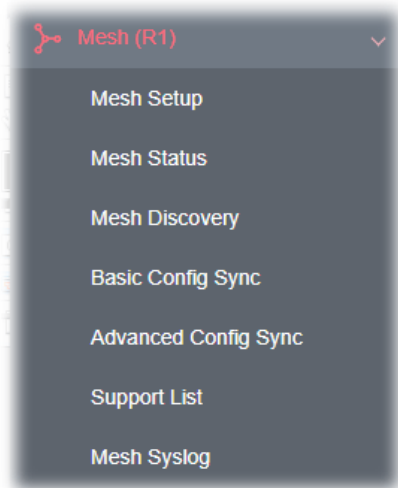 Mesh (R1)
Mesh Setup
Mesh Status
Mesh Discovery
Basic Config Sync
Advanced Config Sync
Support List
Mesh Syslog